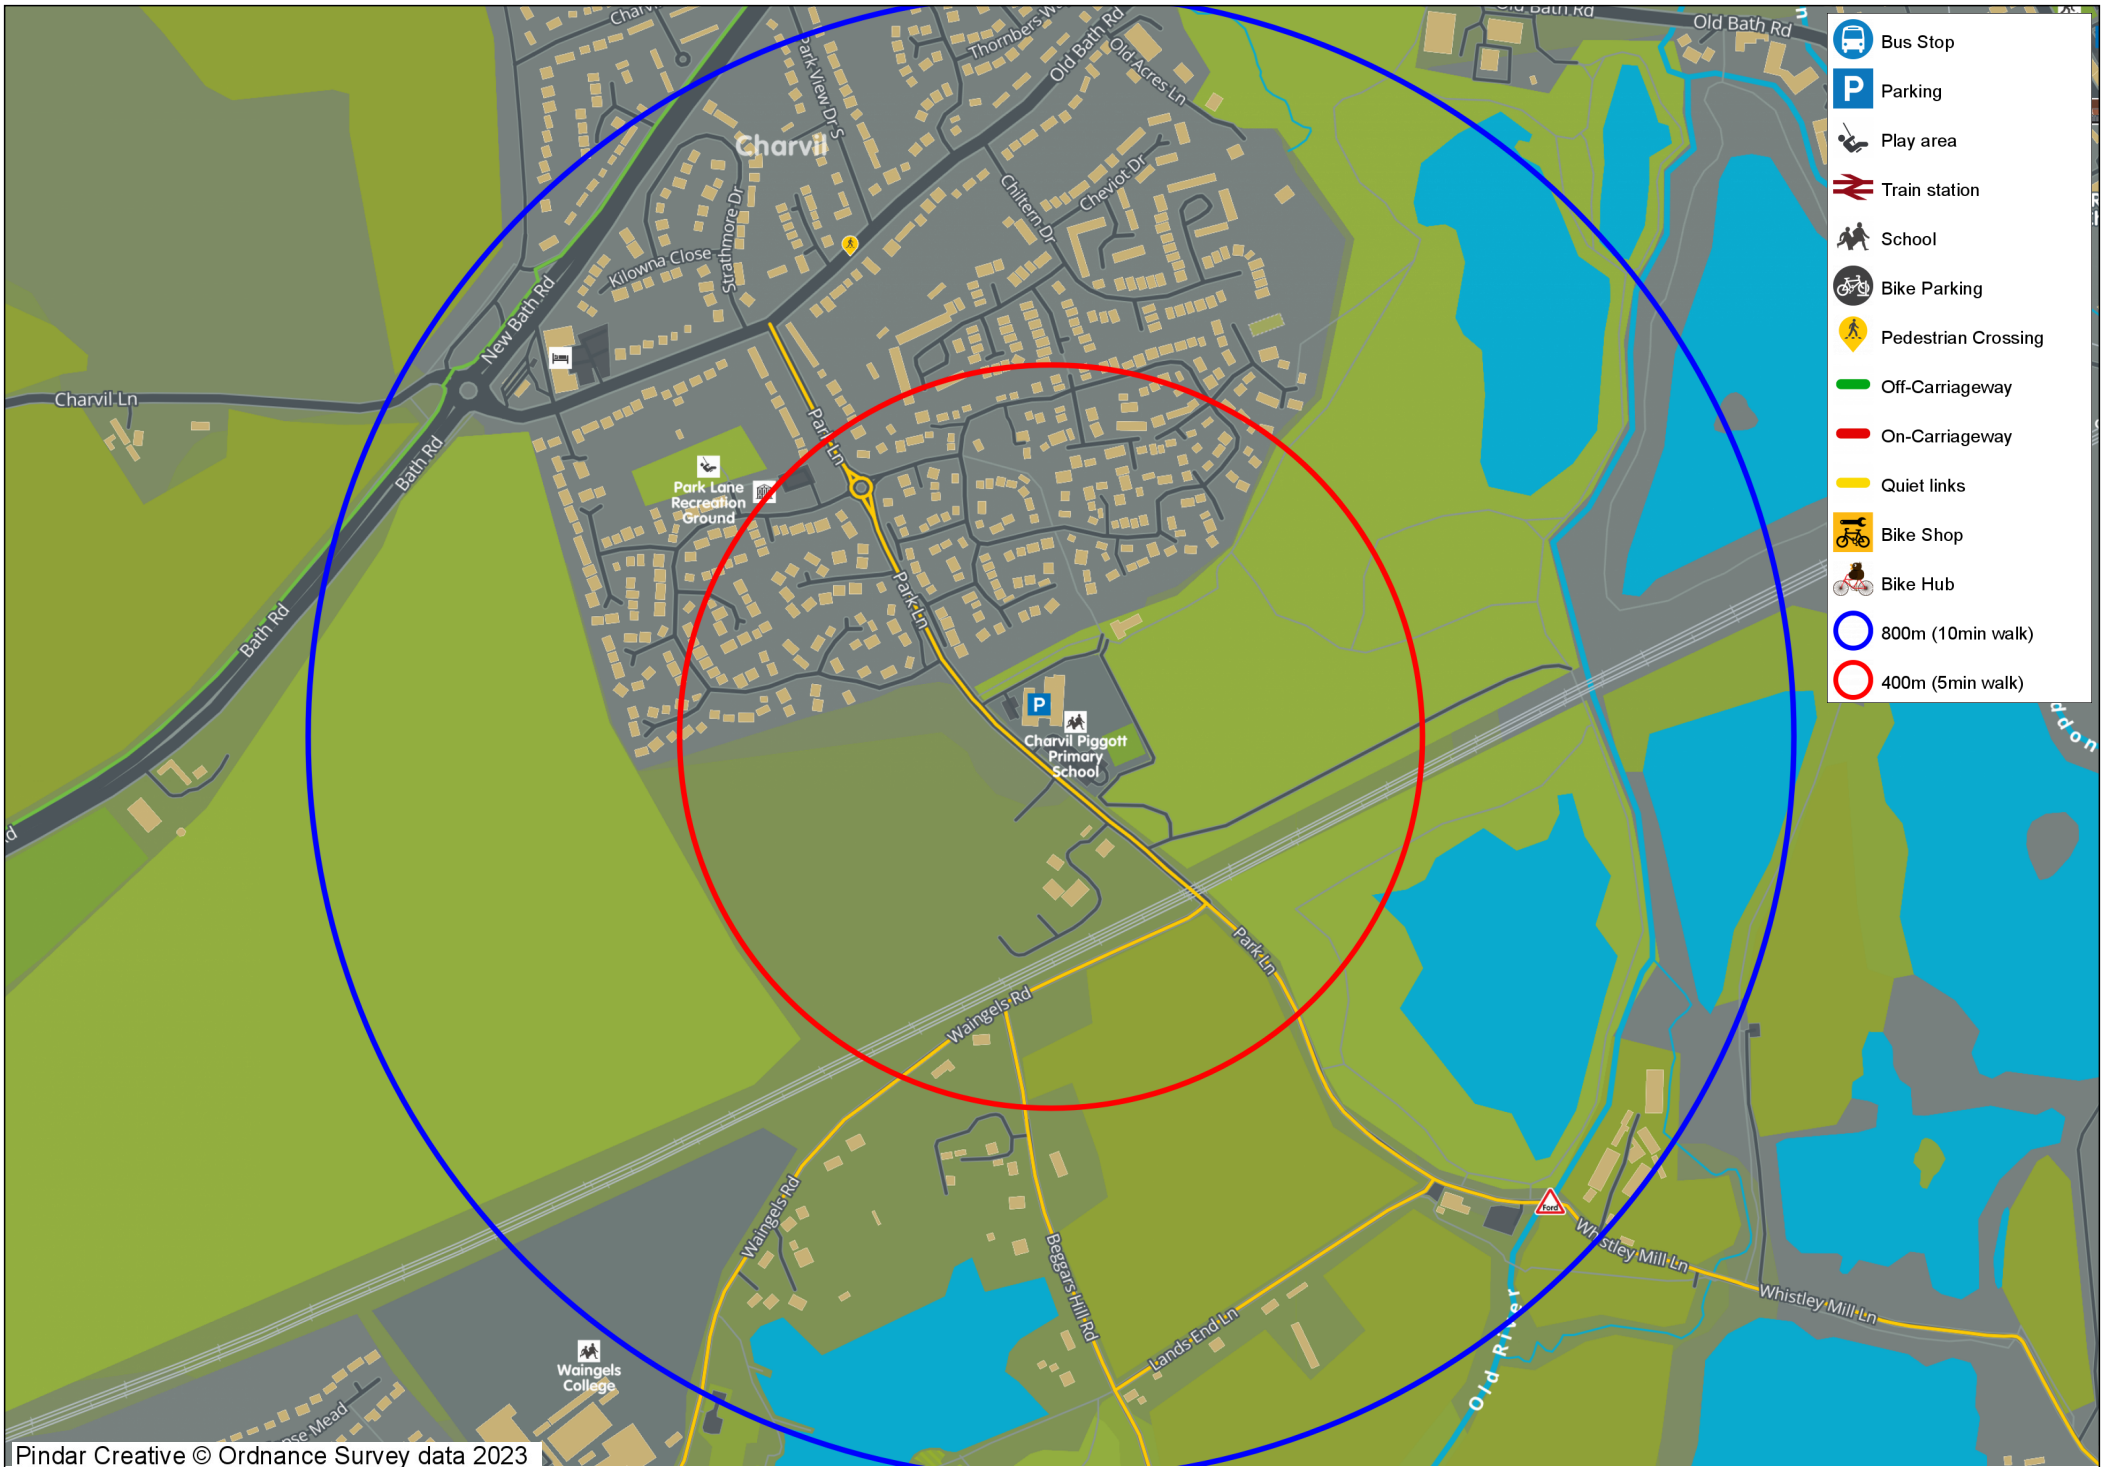 Charvil
Thornbers
Old Bath Rd
Old Bath Rd
Old Bath Rd
Park View Dr S
Old Acres Ln
Charvil
Chiltern Dr
Cheviot Dr
Strathmore Dr
Kilowna Close
New Bath Rd
Charvil Ln
Bath Rd
Bath Rd
Park Ln
Park Lane
Recreation
Ground
Park Ln
P
Charvil Piggott
Primary
School
Park Ln
Waingels Rd
Waingels Rd
Beggars Hill Rd
Lands End Ln
Ford
Whistley Mill Ln
Whistley Mill Ln
Old River
Waingels
College
Bus Stop
P
Parking
Play area
Train station
School
Bike Parking
Pedestrian Crossing
Off-Carriageway
On-Carriageway
Quiet links
Bike Shop
Bike Hub
800m (10min walk)
400m (5min walk)
Pindar Creative © Ordnance Survey data 2023